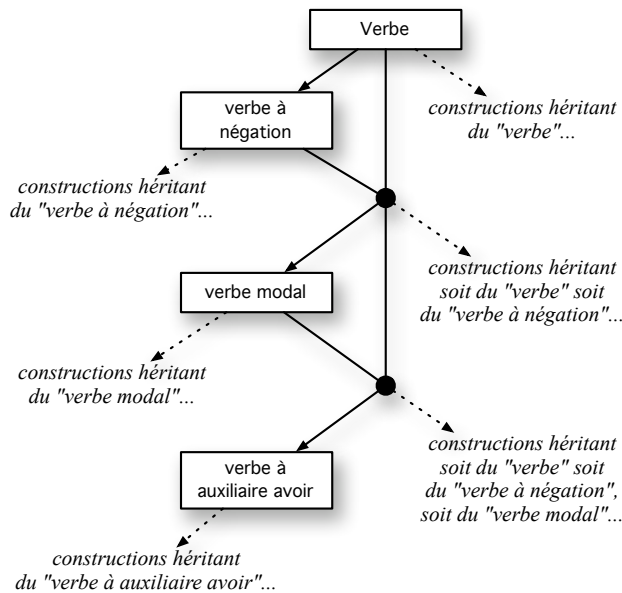 Verbe
verbe à
négation
constructions héritant
du "verbe"...
constructions héritant
du "verbe à négation"...
constructions héritant
soit du "verbe" soit
du "verbe à négation"...
verbe modal
constructions héritant
du "verbe modal"...
constructions héritant
soit du "verbe" soit
du "verbe à négation",
soit du "verbe modal"...
verbe à
auxiliaire avoir
constructions héritant
du "verbe à auxiliaire avoir"...